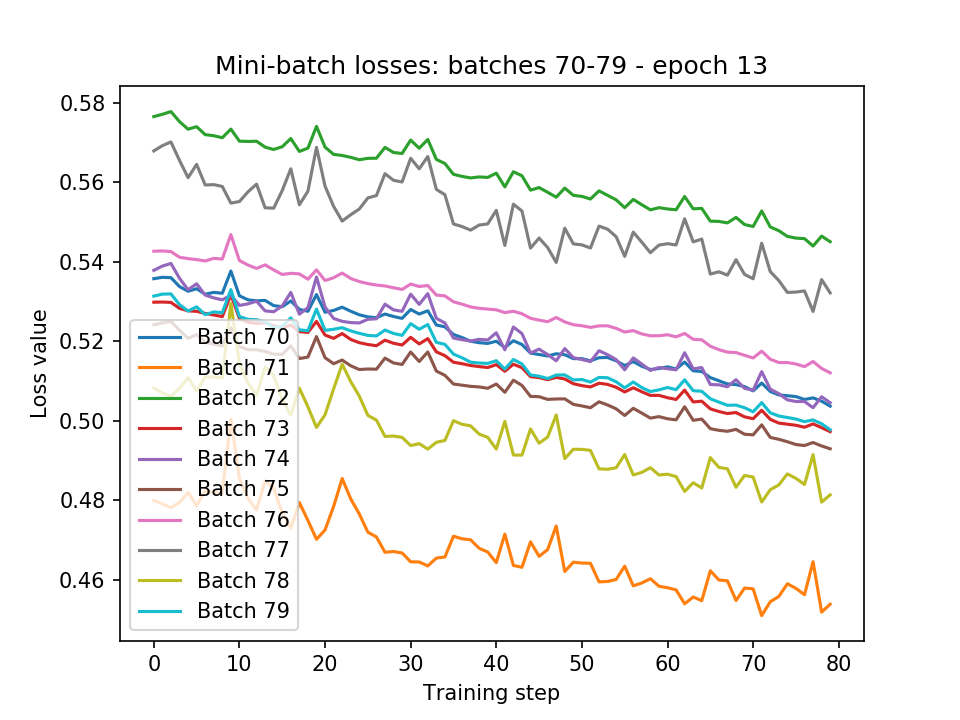 Mini-batch losses: batches 70-79 - epoch 13
Loss value
0.58
0.56
0.54
0.52
0.50
0.48
0.46
Batch 70
Batch 71
Batch 72
Batch 73
Batch 74
Batch 75
Batch 76
Batch 77
Batch 78
Batch 79
0 10 20 30 40 50 60 70 80
Training step